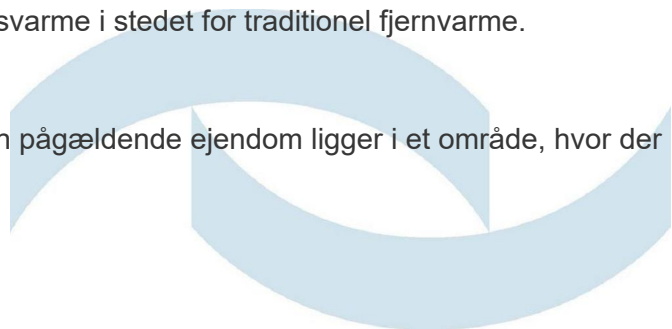 svarme i stedet for traditionel fjernvarme.
n pågældende ejendom ligger i et område, hvor der